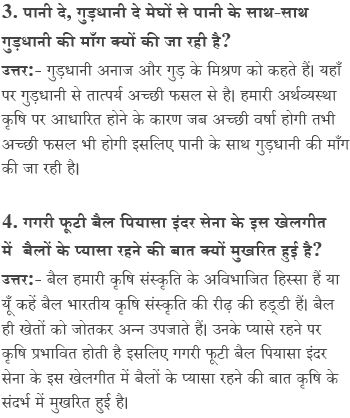 3. पानी दे, गुड़धानी दे मेघों से पानी के साथ-साथ
गुड़धानी की माँग क्यों की जा रही है?
उत्तर:- गुड़धानी अनाज और गुड़ के मिश्रण को कहते हैं। यहाँ
पर गुड़धानी से तात्पर्य अच्छी फसल से है। हमारी अर्थव्यस्था
कृषि पर आधारित होने के कारण जब अच्छी वर्षा होगी तभी
अच्छी फसल भी होगी इसलिए पानी के साथ गुड़धानी की माँग
की जा रही है।
4. गगरी फूटी बैल पियासा इंदर सेना के इस खेलगीत
में बैलों के प्यासा रहने की बात क्यों मुखरित हुई है?
उत्तर:- बैल हमारी कृषि संस्कृति के अविभाजित हिस्सा हैं या
यूँ कहें बैल भारतीय कृषि संस्कृति की रीढ़ की हड्डी हैं। बैल
ही खेतों को जोतकर अन्न उपजाते हैं। उनके प्यासे रहने पर
कृषि प्रभावित होती है इसलिए गगरी फूटी बैल पियासा इंदर
सेना के इस खेलगीत में बैलों के प्यासा रहने की बात कृषि के
संदर्भ में मुखरित हुई है।